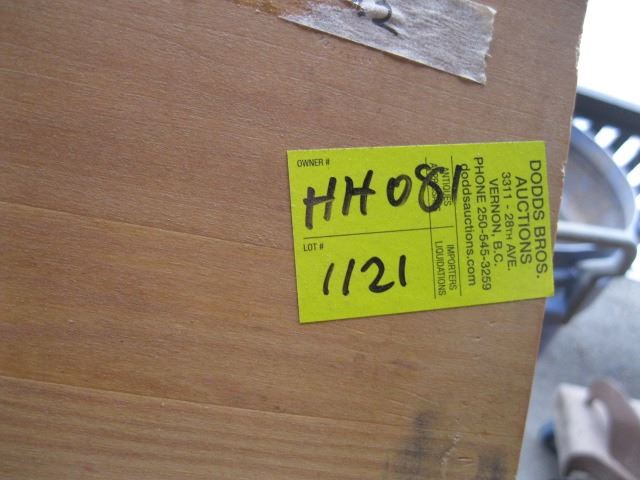 2
OWNER #
HH081
LOT #
1121
ANTIQUES
IMPORTERS
LIQUIDATIONS
DODDS BROS.
AUCTIONS
3311 - 28TH AVE.
VERNON, B.C.
PHONE 250-545-3259
doddsauctions.com